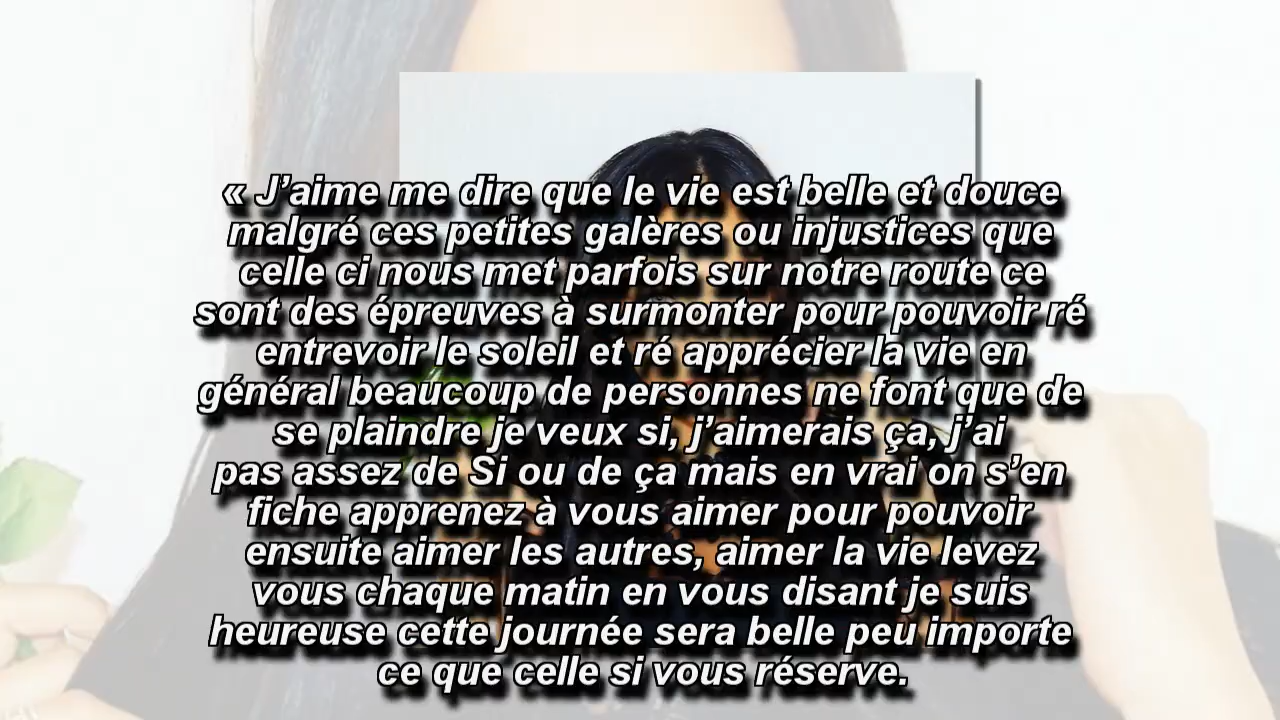 « J’aime me dire que le vie est belle et douce
malgré ces petites galères ou injustices que
celle ci nous met parfois sur notre route ce
sont des épreuves à surmonter pour pouvoir ré
entrevoir le soleil et ré apprécier la vie en
général beaucoup de personnes ne font que de
se plaindre je veux si, j’aimerais ça, j’ai
pas assez de Si ou de ça mais en vrai on s’en
fiche apprenez à vous aimer pour pouvoir
ensuite aimer les autres, aimer la vie levez
vous chaque matin en vous disant je suis
heureuse cette journée sera belle peu importe
ce que celle si vous réserve.